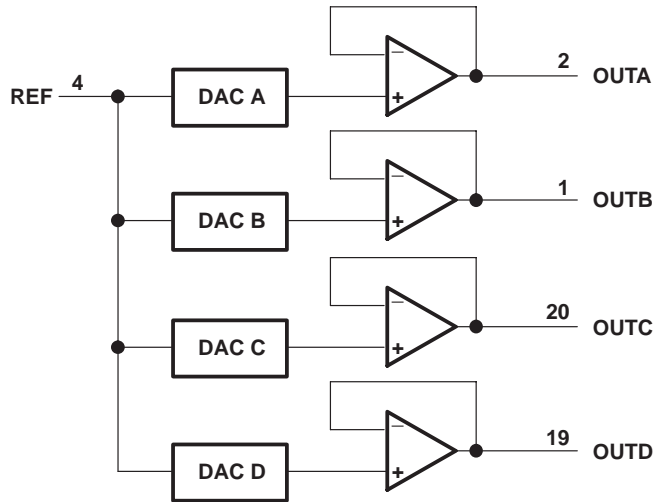 2
OUTA
REF
4
DAC A
–
+
1
OUTB
DAC B
–
+
20
OUTC
DAC C
–
+
19
OUTD
DAC D
–
+